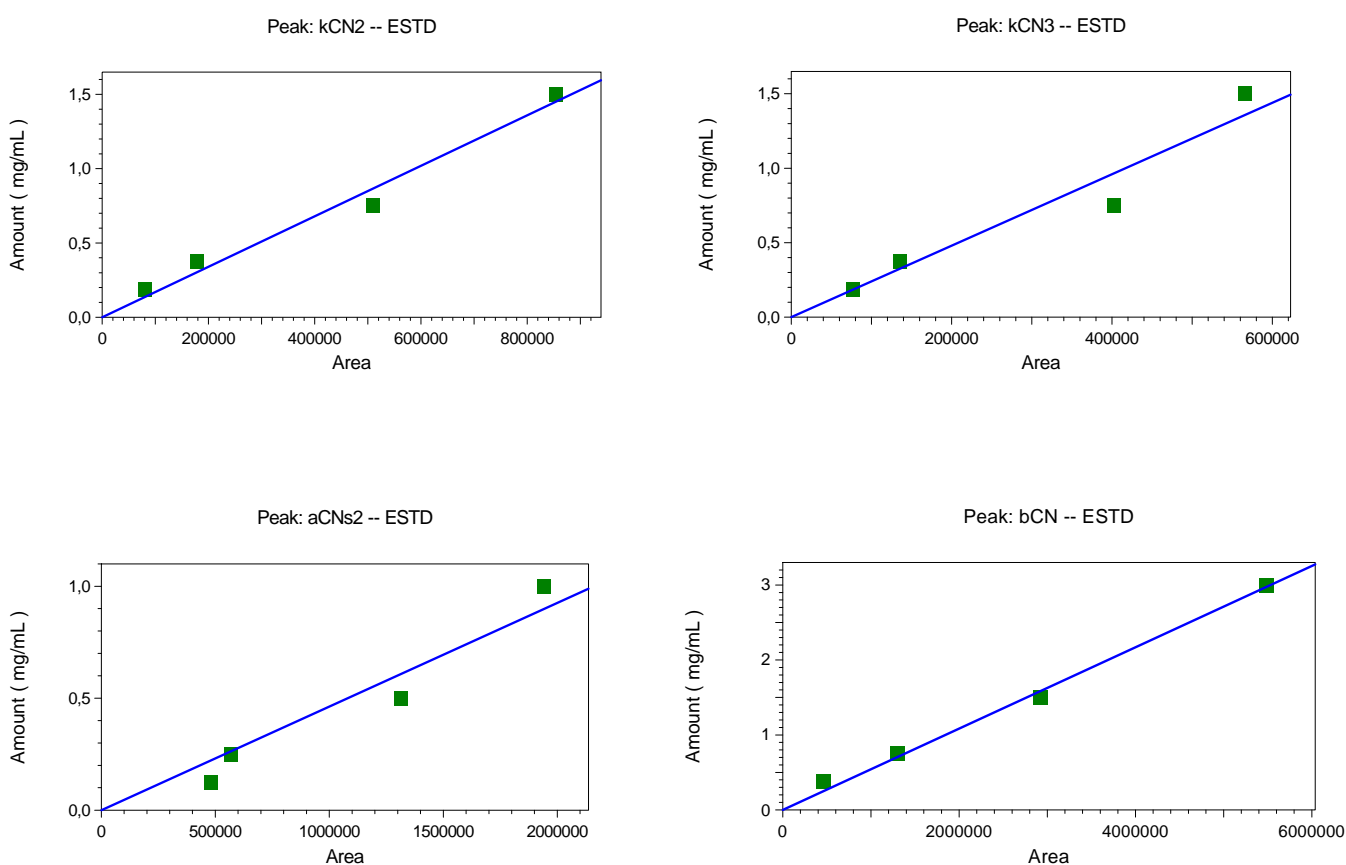 Peak: kCN2 -- ESTD
Amount ( mg/mL )
1,5
1,0
0,5
0,0
0 200000 400000 600000 800000
Area
Peak: kCN3 -- ESTD
Amount ( mg/mL )
1,5
1,0
0,5
0,0
0 200000 400000 600000
Area
Peak: aCNs2 -- ESTD
Amount ( mg/mL )
1,0
0,5
0,0
0 500000 1000000 1500000 2000000
Area
Peak: bCN -- ESTD
Amount ( mg/mL )
3
2
1
0
0 2000000 4000000 6000000
Area